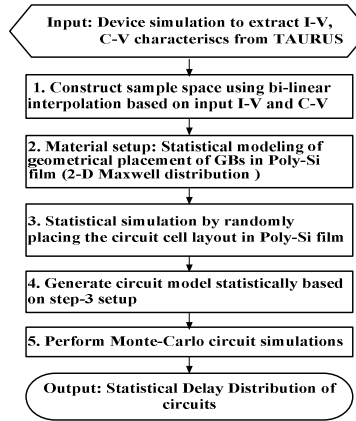 Input: Device simulation to extract I-V,
C-V characteriscs from TAURUS
1. Construct sample space using bi-linear
interpolation based on input I-V and C-V
2. Material setup: Statistical modeling of
geometrical placement of GBs in Poly-Si
film (2-D Maxwell distribution )
3. Statistical simulation by randomly
placing the circuit cell layout in Poly-Si film
4. Generate circuit model statistically based
on step-3 setup
5. Perform Monte-Carlo circuit simulations
Output: Statistical Delay Distribution of
circuits